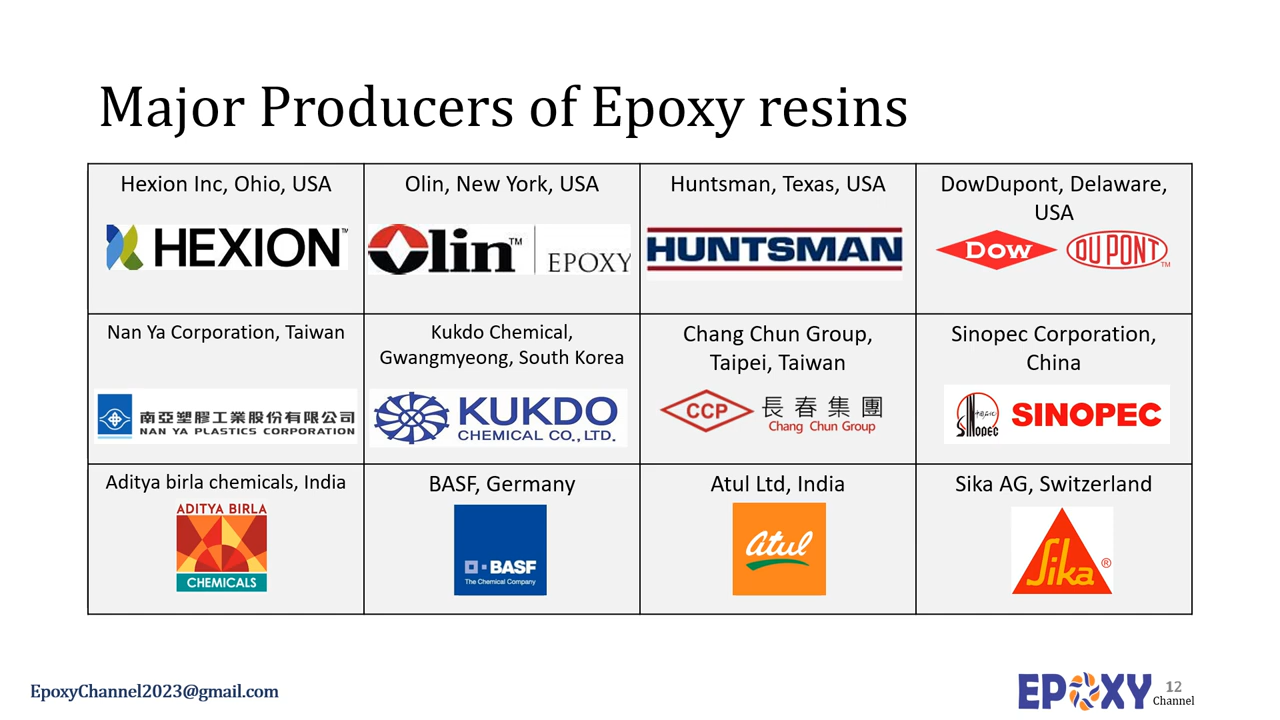 Major Producers of Epoxy resins
Hexion Inc, Ohio, USA
HEXION™
Olin, New York, USA
Olin™ | EPOXY
Huntsman, Texas, USA
HUNTSMAN
DowDupont, Delaware,
USA
Dow
DU PONT™
Nan Ya Corporation, Taiwan
南亞塑膠工業股份有限公司
NAN YA PLASTICS CORPORATION
Kukdo Chemical,
Gwangmyeong, South Korea
KUKDO
CHEMICAL CO., LTD.
Chang Chun Group,
Taipei, Taiwan
CCP
長春集團
Chang Chun Group
Sinopec Corporation,
China
SINOPEC
SINOPEC
Aditya birla chemicals, India
ADITYA BIRLA
CHEMICALS
BASF, Germany
BASF
The Chemical Company
Atul Ltd, India
atul
Sika AG, Switzerland
Sika®
EpoxyChannel2023@gmail.com
EPOXY
Channel
12